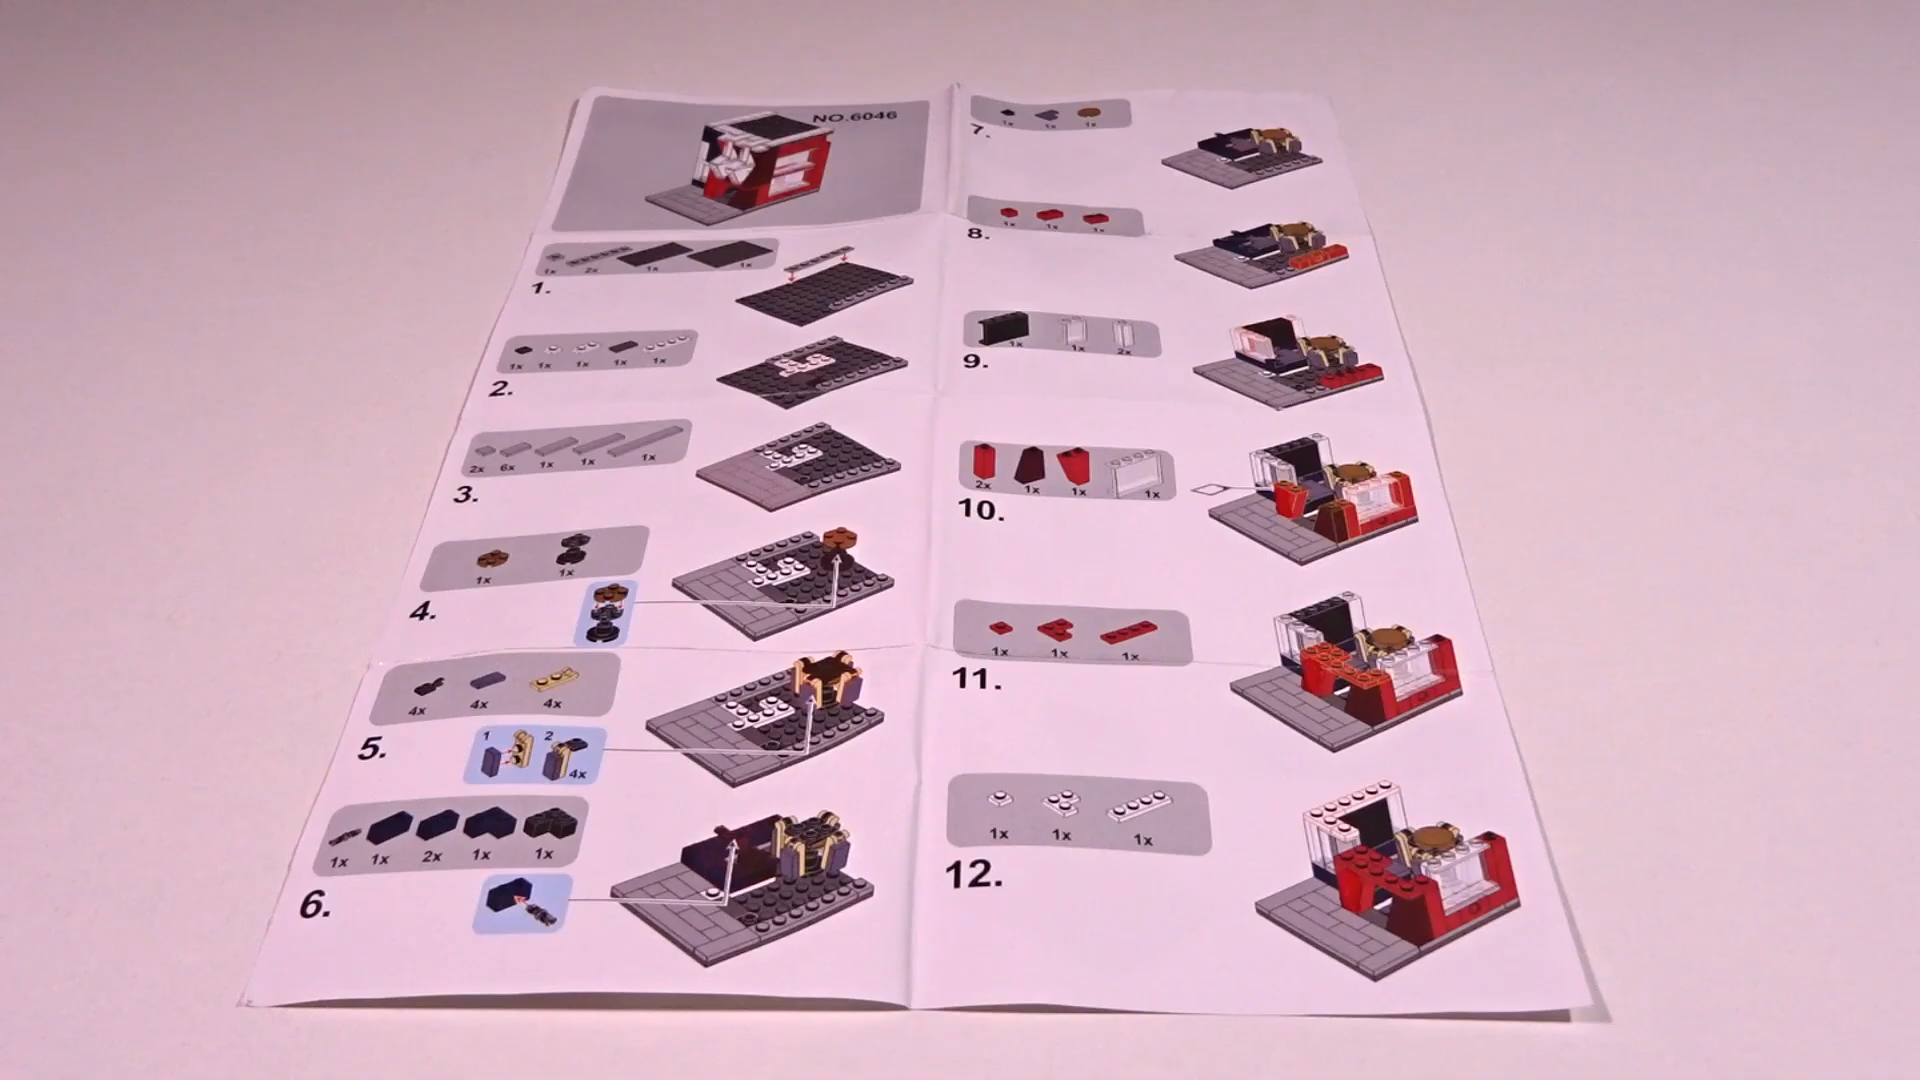 NO.6046
1x 2x 1x 1x
1.
1x 1x 1x 1x 1x
2.
2x 6x 1x 1x 1x
3.
1x 1x
4.
4x 4x 4x
5.
1 2
4x
1x 1x 2x 1x 1x
6.
1x 1x 1x
7.
1x 1x 1x
8.
1x 1x 2x
9.
2x 1x 1x 1x
10.
1x 1x 1x
11.
1x 1x 1x
12.